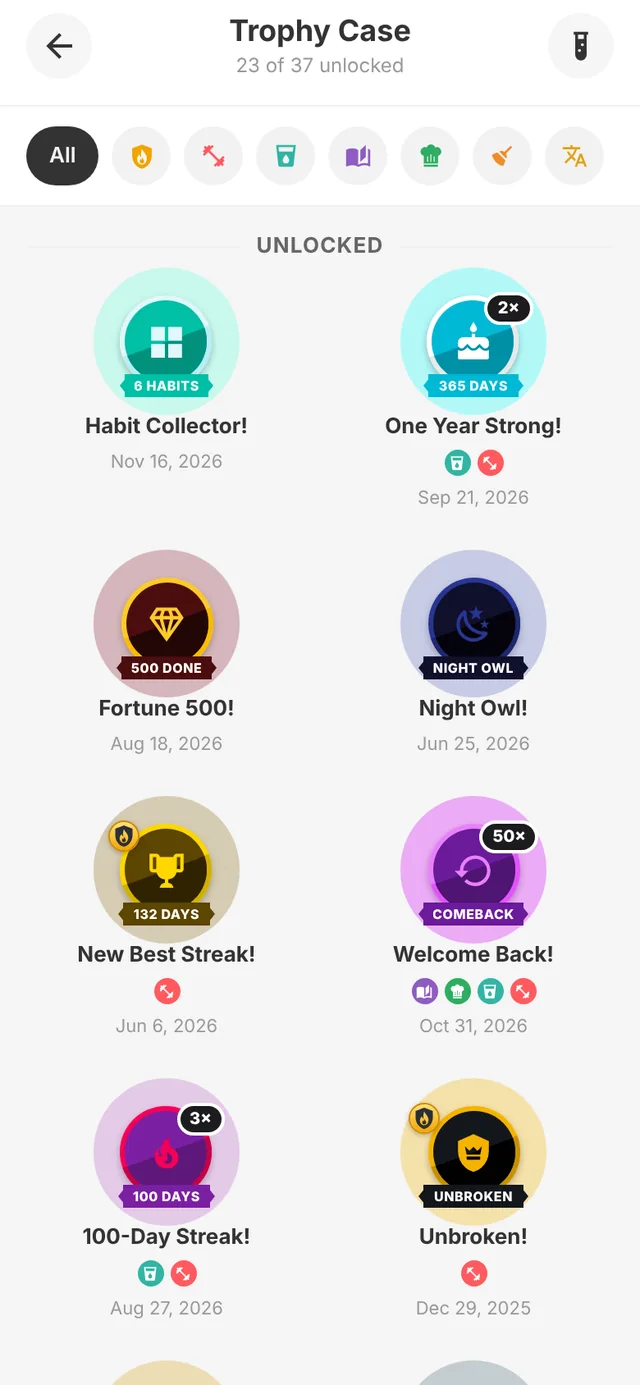 Trophy Case
23 of 37 unlocked
All
UNLOCKED
6 HABITS
Habit Collector!
Nov 16, 2026
2×
365 DAYS
One Year Strong!
Sep 21, 2026
500 DONE
Fortune 500!
Aug 18, 2026
NIGHT OWL
Night Owl!
Jun 25, 2026
132 DAYS
New Best Streak!
Jun 6, 2026
50×
COMEBACK
Welcome Back!
Oct 31, 2026
3×
100 DAYS
100-Day Streak!
Aug 27, 2026
UNBROKEN
Unbroken!
Dec 29, 2025